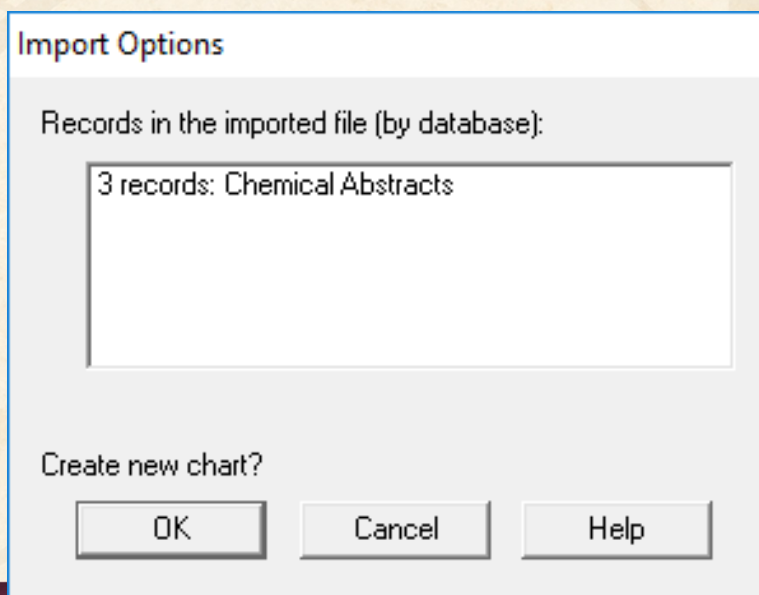 Import Options
Records in the imported file (by database):
3 records: Chemical Abstracts
Create new chart?
OK Cancel Help